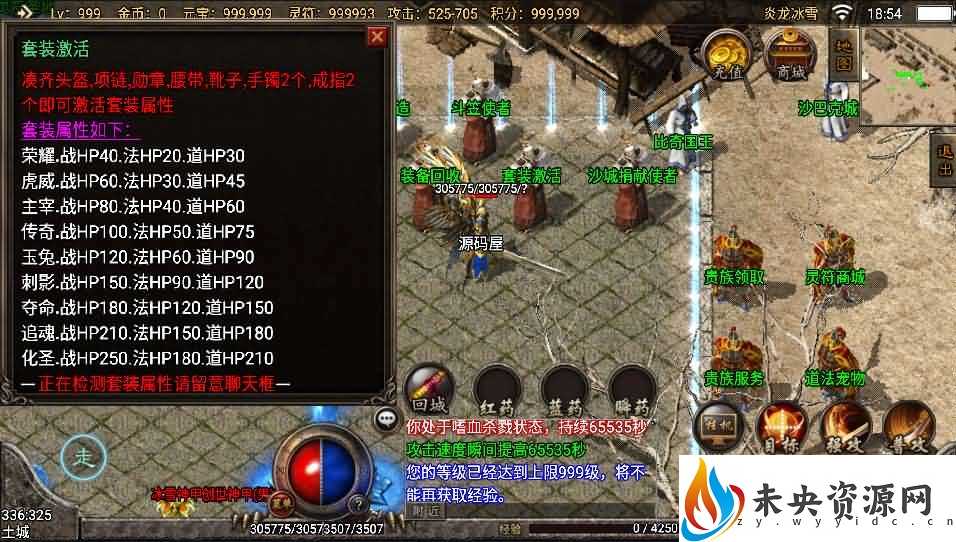 Lv：999 金币：0 元宝：999,999 灵符：999993 攻击：525-705 积分：999,999 炎龙冰雪 18:54
套装激活
凑齐头盔,项链,勋章,腰带,靴子,手镯2个,戒指2
个即可激活套装属性
套装属性如下：
荣耀.战HP40.法HP20.道HP30
虎威.战HP60.法HP30.道HP45
主宰.战HP80.法HP40.道HP60
传奇.战HP100.法HP50.道HP75
玉兔.战HP120.法HP60.道HP90
刺影.战HP150.法HP90.道HP120
夺命.战HP180.法HP120.道HP150
追魂.战HP210.法HP150.道HP180
化圣.战HP250.法HP180.道HP210
—正在检测套装属性请留意聊天框—
充值
商城
地图
退出
造
斗笠使者
比奇国王
沙巴克城
装备回收
套装激活
沙城捐献使者
305775/305775/?
源码屋
贵族领取
灵符商城
贵族服务
道法宠物
回城
红药
蓝药
瞬药
挂机
目标
强攻
普攻
你处于嗜血杀戮状态，持续65535秒
攻击速度瞬间提高65535秒
您的等级已经达到上限999级，将不
能再获取经验。
附近
走
冰雪神甲创世神甲(男
336:325
土城
305775/3057
3507/3507
经验
0/4250
未央资源网
zy.wyyidc.cn